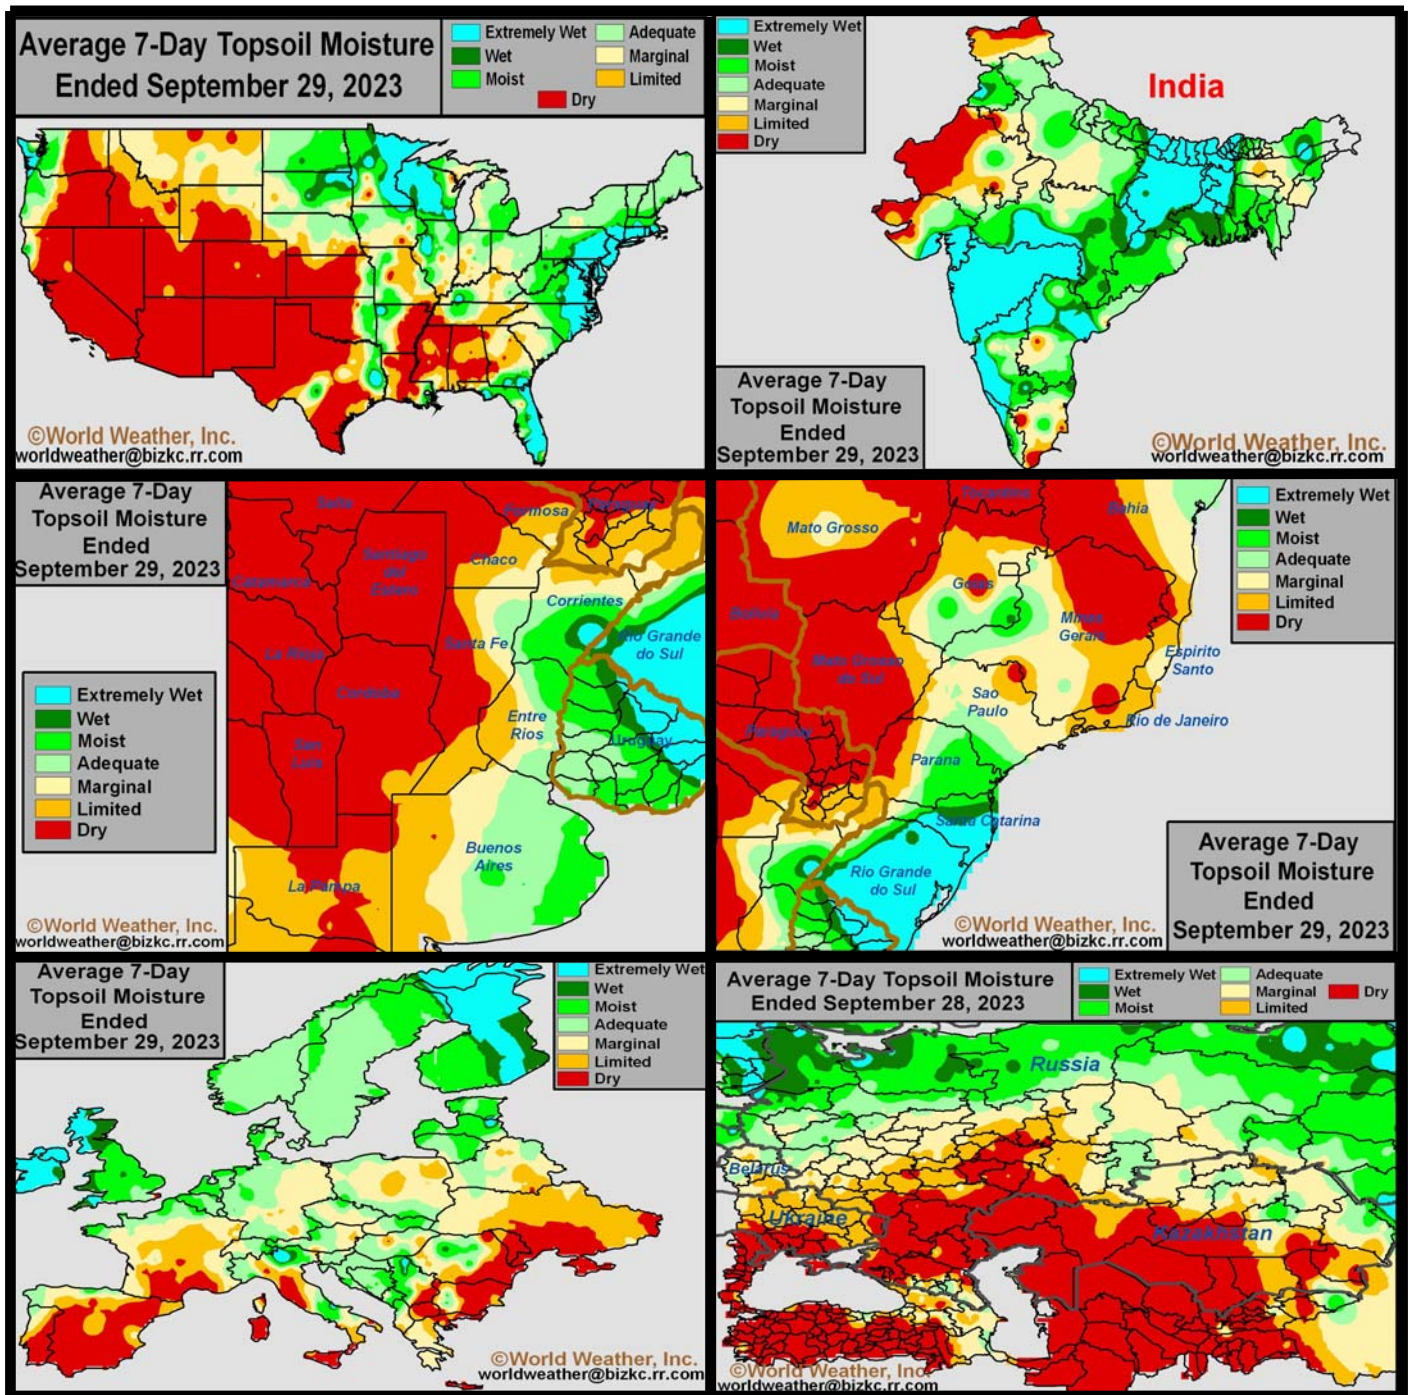 Average 7-Day Topsoil Moisture
Ended September 29, 2023
Extremely Wet
Adequate
Wet
Marginal
Moist
Limited
Dry
©World Weather, Inc.
worldweather@bizkc.rr.com
Extremely Wet
Wet
Moist
Adequate
Marginal
Limited
Dry
India
Average 7-Day
Topsoil Moisture
Ended
September 29, 2023
©World Weather, Inc.
worldweather@bizkc.rr.com
Average 7-Day
Topsoil Moisture
Ended
September 29, 2023
Salta
Formosa
Paraguay
Santiago
del
Estero
Chaco
Catamarca
Corrientes
Rio Grande
do Sul
La Rioja
Santa Fe
Cordoba
Entre
Rios
San
Luis
Uruguay
Buenos
Aires
La Pampa
Extremely Wet
Wet
Moist
Adequate
Marginal
Limited
Dry
©World Weather, Inc.
worldweather@bizkc.rr.com
Tocantins
Bahia
Mato Grosso
Goias
Bolivia
Minas
Gerais
Mato Grosso
do Sul
Espirito
Santo
Sao
Paulo
Rio de Janeiro
Paraguay
Parana
Santa Catarina
Rio Grande
do Sul
Extremely Wet
Wet
Moist
Adequate
Marginal
Limited
Dry
Average 7-Day
Topsoil Moisture
Ended
September 29, 2023
©World Weather, Inc.
worldweather@bizkc.rr.com
Average 7-Day
Topsoil Moisture
Ended
September 29, 2023
Extremely Wet
Wet
Moist
Adequate
Marginal
Limited
Dry
©World Weather, Inc.
worldweather@bizkc.rr.com
Average 7-Day Topsoil Moisture
Ended September 28, 2023
Extremely Wet
Adequate
Wet
Marginal
Dry
Moist
Limited
Russia
Belarus
Ukraine
Kazakhstan
©World Weather, Inc.
worldweather@bizkc.rr.com